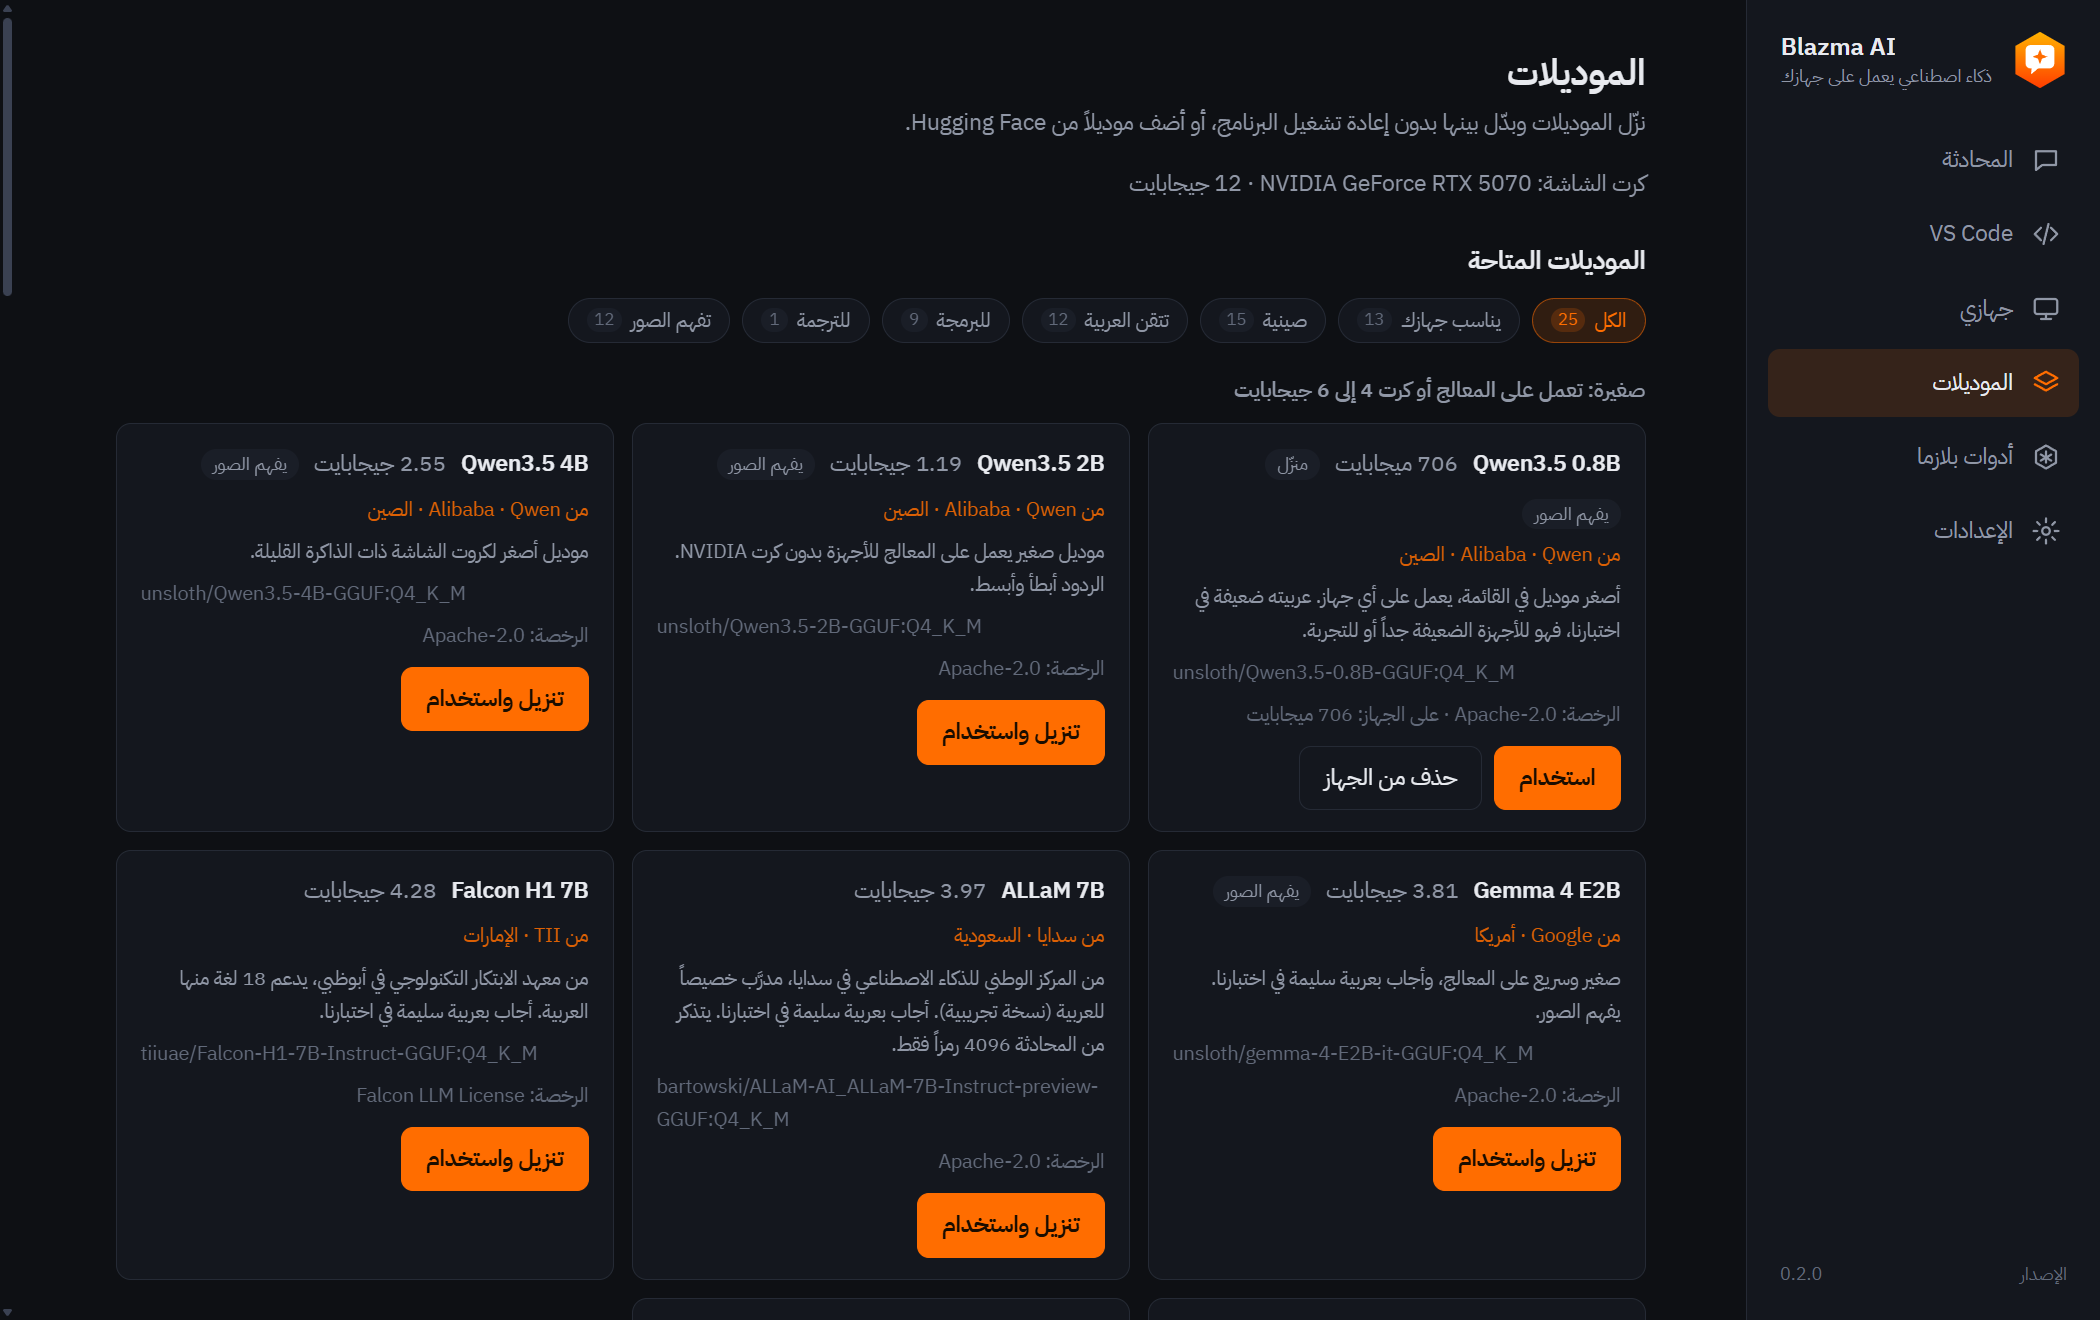 Blazma AI
ذكاء اصطناعي يعمل على جهازك
المحادثة
VS Code
جهازي
الموديلات
أدوات بلازما
الإعدادات
الإصدار 0.2.0
الموديلات
نزّل الموديلات وبدّل بينها بدون إعادة تشغيل البرنامج، أو أضف موديلاً من Hugging Face.
كرت الشاشة: NVIDIA GeForce RTX 5070 · 12 جيجابايت
الموديلات المتاحة
الكل 25
يناسب جهازك 13
صينية 15
تتقن العربية 12
للبرمجة 9
للترجمة 1
تفهم الصور 12
صغيرة: تعمل على المعالج أو كرت 4 إلى 6 جيجابايت
Qwen3.5 0.8B 706 ميجابايت منزّل
يفهم الصور
من Alibaba · Qwen · الصين
أصغر موديل في القائمة، يعمل على أي جهاز. عربيته ضعيفة في
اختبارنا، فهو للأجهزة الضعيفة جداً أو للتجربة.
unsloth/Qwen3.5-0.8B-GGUF:Q4_K_M
الرخصة: Apache-2.0 · على الجهاز: 706 ميجابايت
استخدام
حذف من الجهاز
Qwen3.5 2B 1.19 جيجابايت يفهم الصور
من Alibaba · Qwen · الصين
موديل صغير يعمل على المعالج للأجهزة بدون كرت NVIDIA.
الردود أبطأ وأبسط.
unsloth/Qwen3.5-2B-GGUF:Q4_K_M
الرخصة: Apache-2.0
تنزيل واستخدام
Qwen3.5 4B 2.55 جيجابايت يفهم الصور
من Alibaba · Qwen · الصين
موديل أصغر لكروت الشاشة ذات الذاكرة القليلة.
unsloth/Qwen3.5-4B-GGUF:Q4_K_M
الرخصة: Apache-2.0
تنزيل واستخدام
Gemma 4 E2B 3.81 جيجابايت يفهم الصور
من Google · أمريكا
صغير وسريع على المعالج، وأجاب بعربية سليمة في اختبارنا.
يفهم الصور.
unsloth/gemma-4-E2B-it-GGUF:Q4_K_M
الرخصة: Apache-2.0
تنزيل واستخدام
ALLaM 7B 3.97 جيجابايت
من سدايا · السعودية
من المركز الوطني للذكاء الاصطناعي في سدايا، مدرَّب خصيصاً
للعربية (نسخة تجريبية). أجاب بعربية سليمة في اختبارنا. يتذكر
من المحادثة 4096 رمزاً فقط.
bartowski/ALLaM-AI_ALLaM-7B-Instruct-preview-
GGUF:Q4_K_M
الرخصة: Apache-2.0
تنزيل واستخدام
Falcon H1 7B 4.28 جيجابايت
من TII · الإمارات
من معهد الابتكار التكنولوجي في أبوظبي، يدعم 18 لغة منها
العربية. أجاب بعربية سليمة في اختبارنا.
tiiuae/Falcon-H1-7B-Instruct-GGUF:Q4_K_M
الرخصة: Falcon LLM License
تنزيل واستخدام